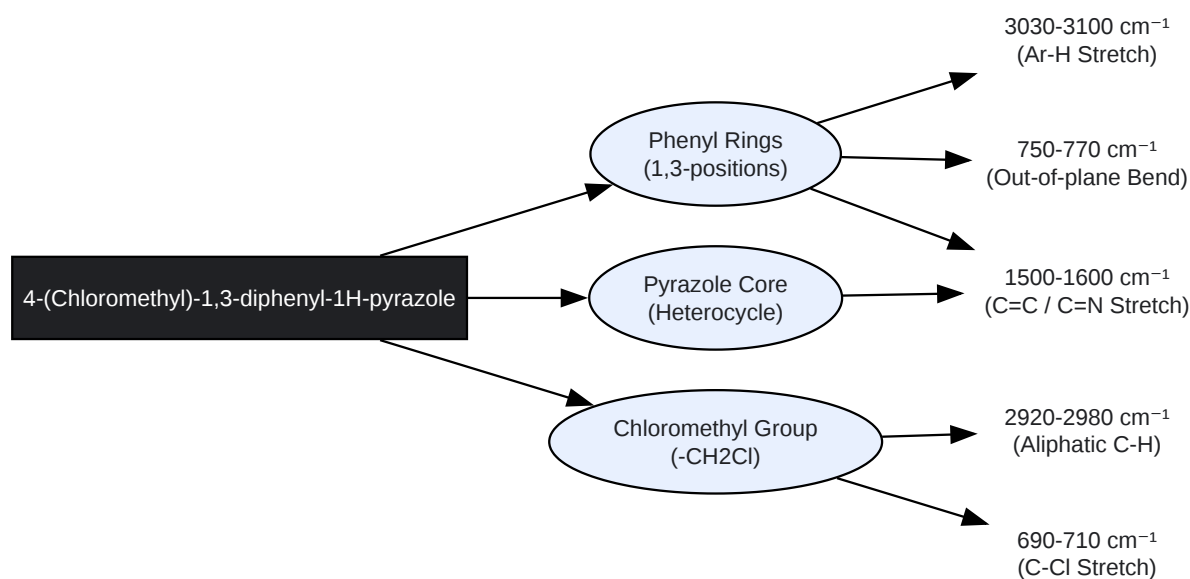 4-(Chloromethyl)-1,3-diphenyl-1H-pyrazole
Phenyl Rings
(1,3-positions)
Pyrazole Core
(Heterocycle)
Chloromethyl Group
(-CH2Cl)
3030-3100 cm⁻¹
(Ar-H Stretch)
750-770 cm⁻¹
(Out-of-plane Bend)
1500-1600 cm⁻¹
(C=C / C=N Stretch)
2920-2980 cm⁻¹
(Aliphatic C-H)
690-710 cm⁻¹
(C-Cl Stretch)